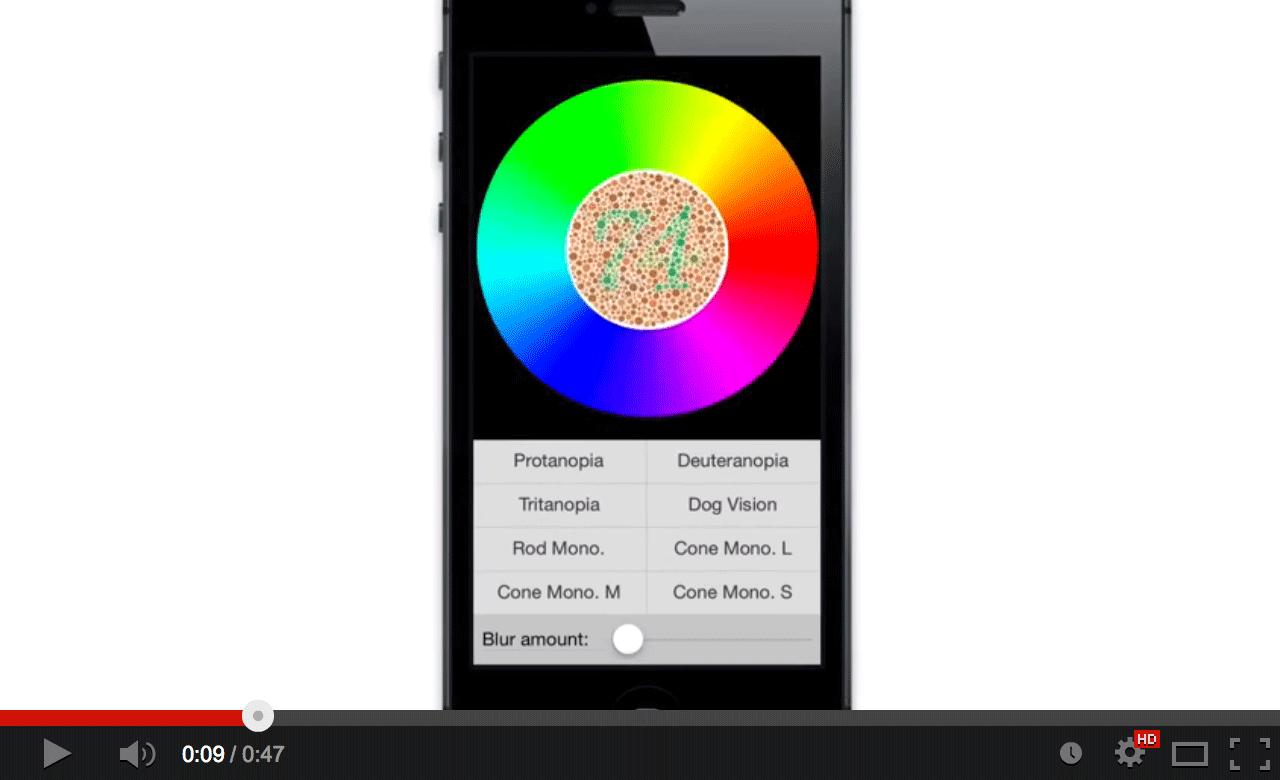 74
Protanopia
Deuteranopia
Tritanopia
Dog Vision
Rod Mono.
Cone Mono. L
Cone Mono. M
Cone Mono. S
Blur amount:
0:09 / 0:47
HD